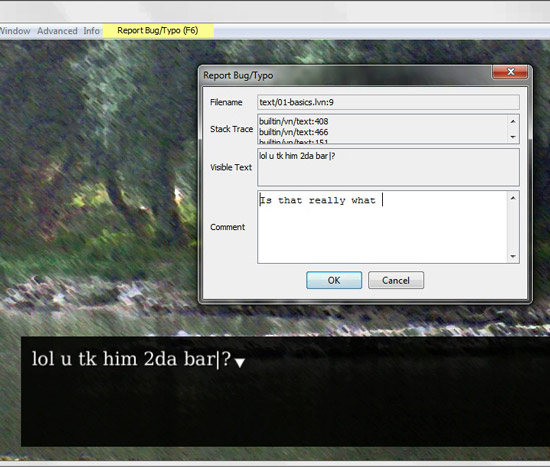 Window Advanced Info Report Bug/Typo (F6)
Report Bug/Typo
Filename text/01-basics.lvn:9
Stack Trace
builtin/vn/text:408
builtin/vn/text:466
builtin/vn/text:151
Visible Text lol u tk him 2da bar|?
Comment Is that really what
OK Cancel
lol u tk him 2da bar|?